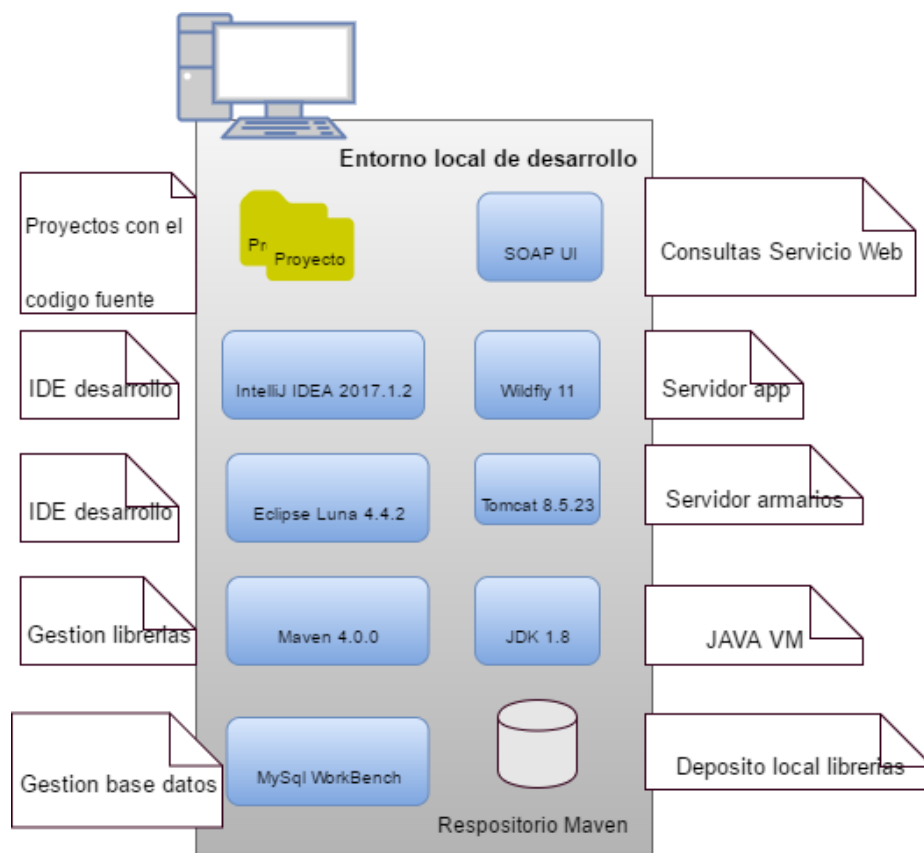 Entorno local de desarrollo
Proyectos con el
codigo fuente
Pr
Proyecto
SOAP UI
Consultas Servicio Web
IDE desarrollo
IntelliJ IDEA 2017.1.2
Wildfly 11
Servidor app
IDE desarrollo
Eclipse Luna 4.4.2
Tomcat 8.5.23
Servidor armarios
Gestion librerias
Maven 4.0.0
JDK 1.8
JAVA VM
Gestion base datos
MySql WorkBench
Respositorio Maven
Deposito local librerias